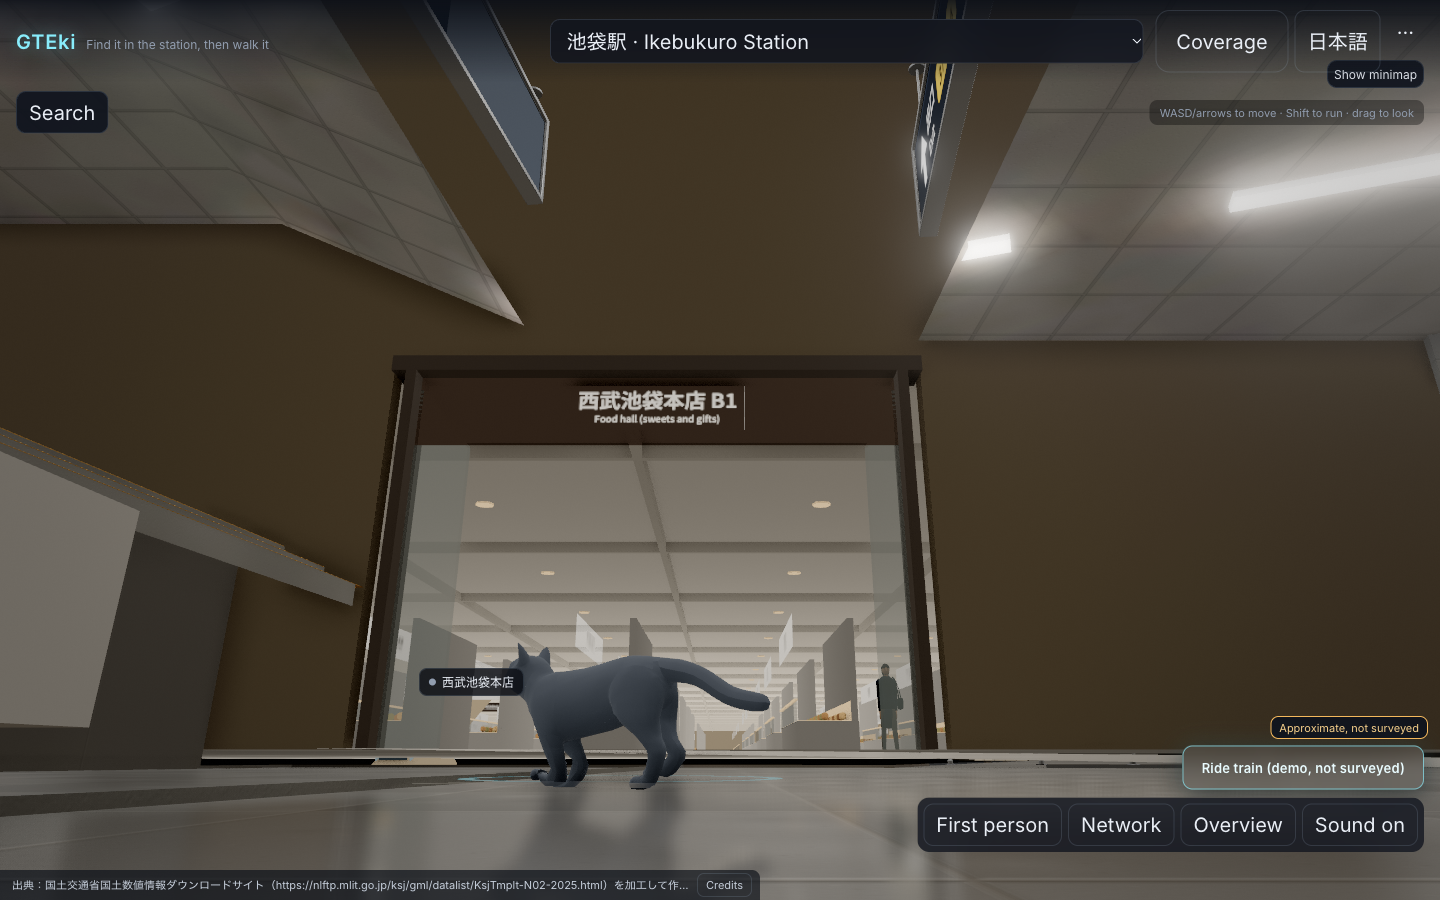 GTEki
Find it in the station, then walk it
池袋駅 · Ikebukuro Station
Coverage
日本語
...
Show minimap
Search
WASD/arrows to move · Shift to run · drag to look
西武池袋本店 B1
Food hall (sweets and gifts)
西武池袋本店
Approximate, not surveyed
Ride train (demo, not surveyed)
First person
Network
Overview
Sound on
出典：国土交通省国土数値情報ダウンロードサイト（https://nlftp.mlit.go.jp/ksj/gml/datalist/KsjTmplt-N02-2025.html）を加工して作...
Credits